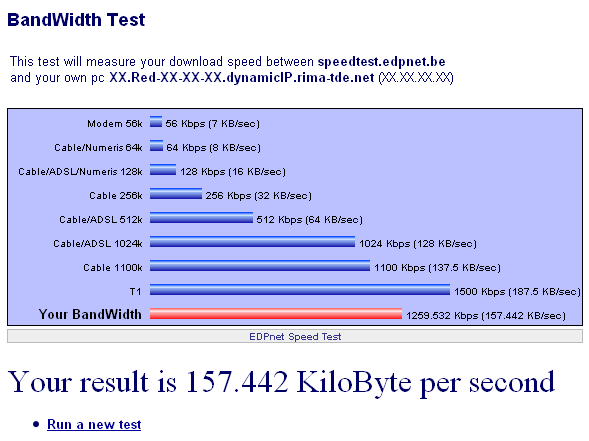 BandWidth Test
This test will measure your download speed between speedtest.edpnet.be
and your own pc XX.Red-XX-XX-XX.dynamicIP.rima-tde.net (XX.XX.XX.XX)
Modem 56k 56 Kbps (7 KB/sec)
Cable/Numeris 64k 64 Kbps (8 KB/sec)
Cable/ADSL/Numeris 128k 128 Kbps (16 KB/sec)
Cable 256k 256 Kbps (32 KB/sec)
Cable/ADSL 512k 512 Kbps (64 KB/sec)
Cable/ADSL 1024k 1024 Kbps (128 KB/sec)
Cable 1100k 1100 Kbps (137.5 KB/sec)
T1 1500 Kbps (187.5 KB/sec)
Your BandWidth 1259.532 Kbps (157.442 KB/sec)
EDPnet Speed Test
Your result is 157.442 KiloByte per second
• Run a new test